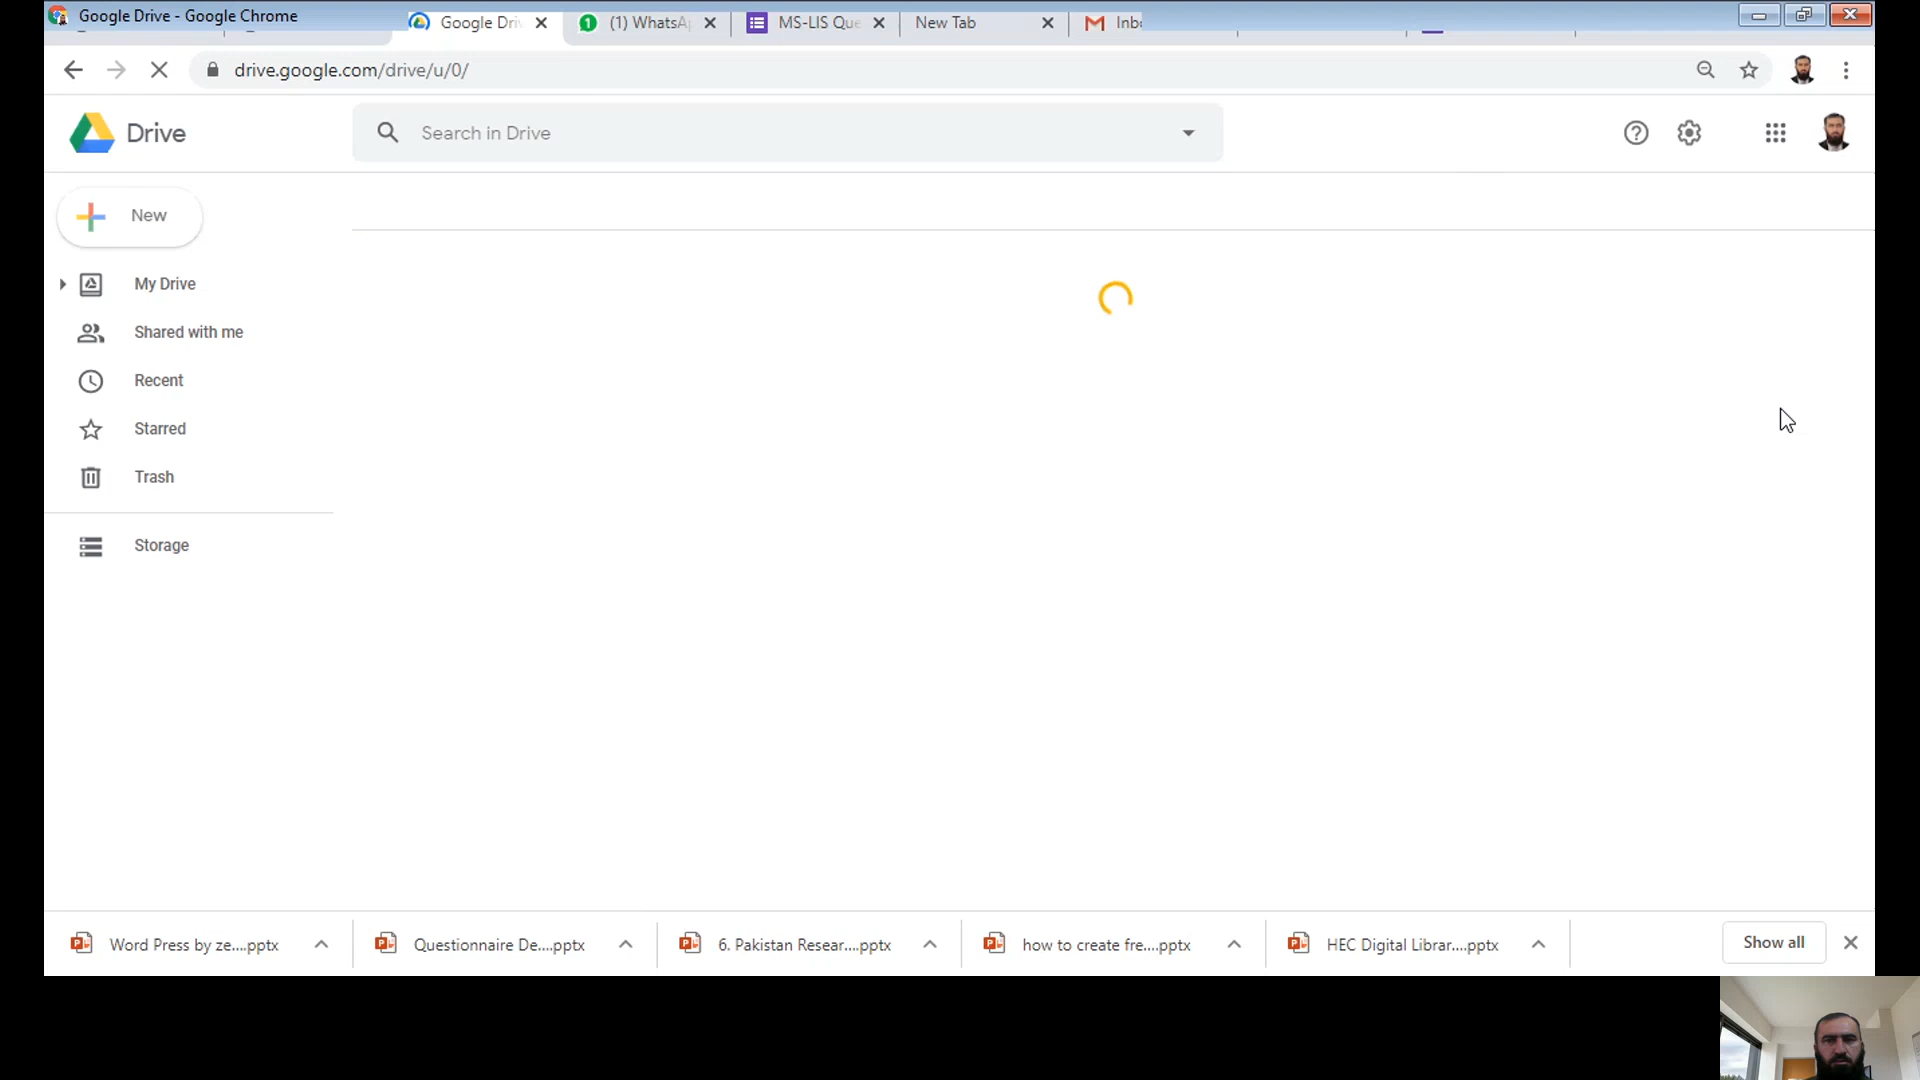 Google Drive - Google Chrome
Google Dri
(1) WhatsA
MS-LIS Que
New Tab
Inb
drive.google.com/drive/u/0/
Drive
Search in Drive
New
My Drive
Shared with me
Recent
Starred
Trash
Storage
Word Press by ze....pptx
Questionnaire De....pptx
6. Pakistan Resear....pptx
how to create fre....pptx
HEC Digital Librar....pptx
Show all